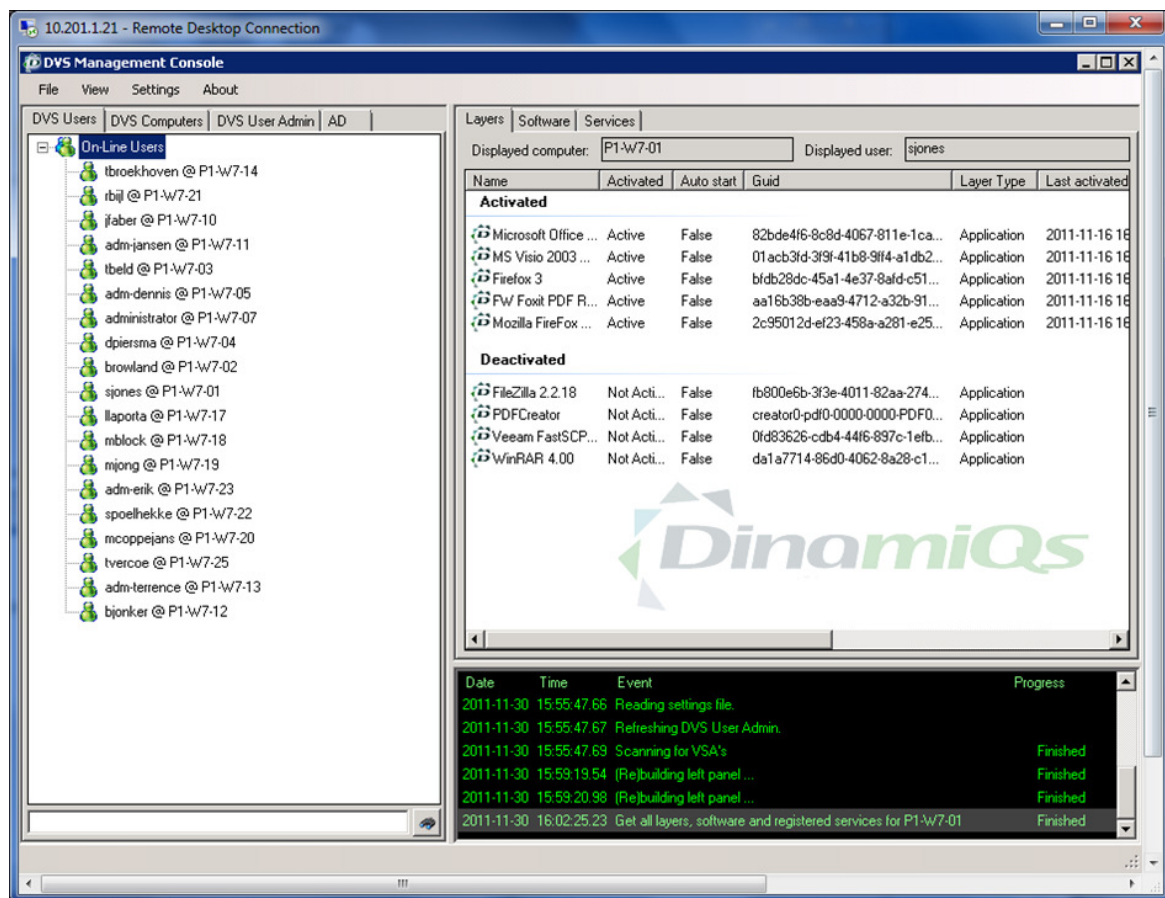 10.201.1.21 - Remote Desktop Connection
DVS Management Console
File View Settings About
DVS Users DVS Computers DVS User Admin AD
On-Line Users
tbroekhoven @ P1-W7-14
rbijl @ P1-W7-21
jfaber @ P1-W7-10
adm-jansen @ P1-W7-11
tbeld @ P1-W7-03
adm-dennis @ P1-W7-05
administrator @ P1-W7-07
dpiersma @ P1-W7-04
browland @ P1-W7-02
sjones @ P1-W7-01
llaporta @ P1-W7-17
mblock @ P1-W7-18
mjong @ P1-W7-19
adm-erik @ P1-W7-23
spoelhekke @ P1-W7-22
mcoppejans @ P1-W7-20
tvercoe @ P1-W7-25
adm-terrence @ P1-W7-13
bjonker @ P1-W7-12
Layers Software Services
Displayed computer: P1-W7-01 Displayed user: sjones
Name Activated Auto start Guid Layer Type Last activated
Activated
Microsoft Office ... Active False 82bde4f6-8c8d-4067-811e-1ca... Application 2011-11-16 16
MS Visio 2003 ... Active False 01acb3fd-3f9f-41b8-9ff4-a1db2... Application 2011-11-16 16
Firefox 3 Active False bfdb28dc-45a1-4e37-8afd-c51... Application 2011-11-16 16
FW Foxit PDF R... Active False aa16b38b-eaa9-4712-a32b-91... Application 2011-11-16 16
Mozilla FireFox ... Active False 2c95012d-ef23-458a-a281-e25... Application 2011-11-16 16
Deactivated
FileZilla 2.2.18 Not Acti... False fb800e6b-3f3e-4011-82aa-274... Application
PDFCreator Not Acti... False creator0-pdf0-0000-0000-PDF0... Application
Veeam FastSCP... Not Acti... False 0fd83626-cdb4-44f6-897c-1efb... Application
WinRAR 4.00 Not Acti... False da1a7714-86d0-4062-8a28-c1... Application
DinamiQs
Date Time Event Progress
2011-11-30 15:55:47.66 Reading settings file.
2011-11-30 15:55:47.67 Refreshing DVS User Admin.
2011-11-30 15:55:47.69 Scanning for VSA's Finished
2011-11-30 15:59:19.54 (Re)building left panel ... Finished
2011-11-30 15:59:20.98 (Re)building left panel ... Finished
2011-11-30 16:02:25.23 Get all layers, software and registered services for P1-W7-01 Finished